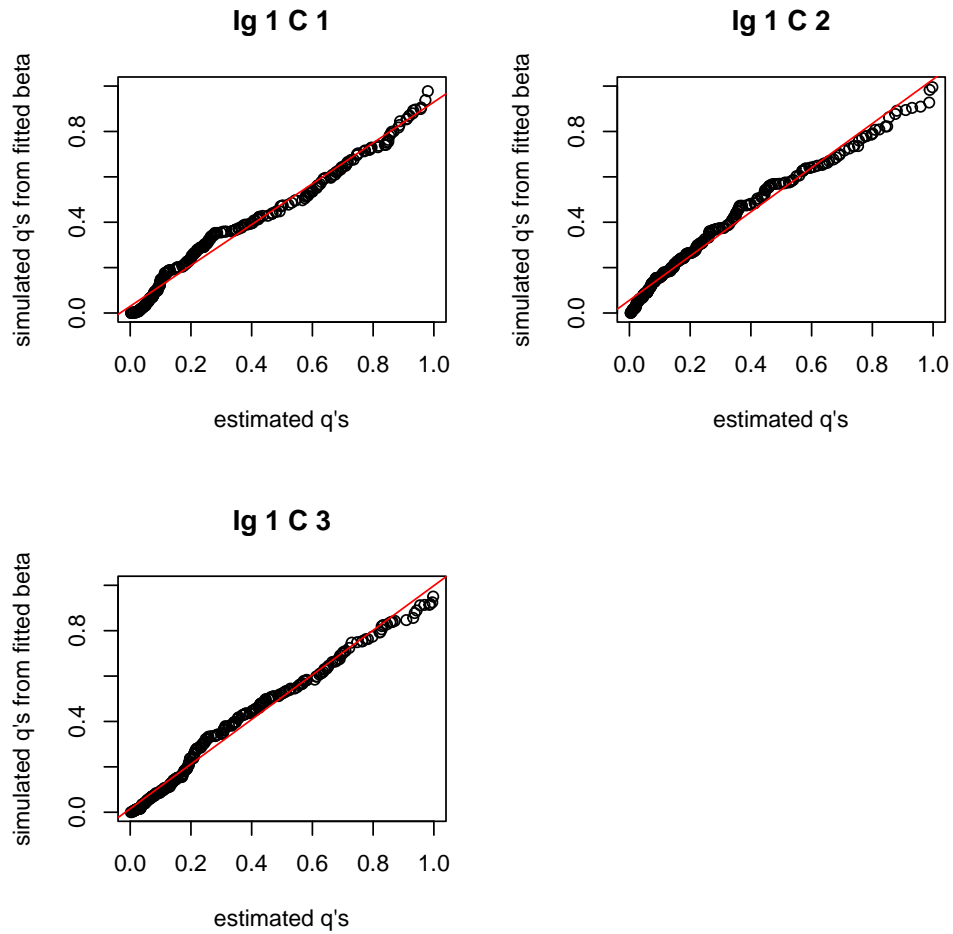 Ig 1 C 1
simulated q's from fitted beta
0.8
0.4
0.0
0.0 0.2 0.4 0.6 0.8 1.0
estimated q's
Ig 1 C 2
simulated q's from fitted beta
0.8
0.4
0.0
0.0 0.2 0.4 0.6 0.8 1.0
estimated q's
Ig 1 C 3
simulated q's from fitted beta
0.8
0.4
0.0
0.0 0.2 0.4 0.6 0.8 1.0
estimated q's